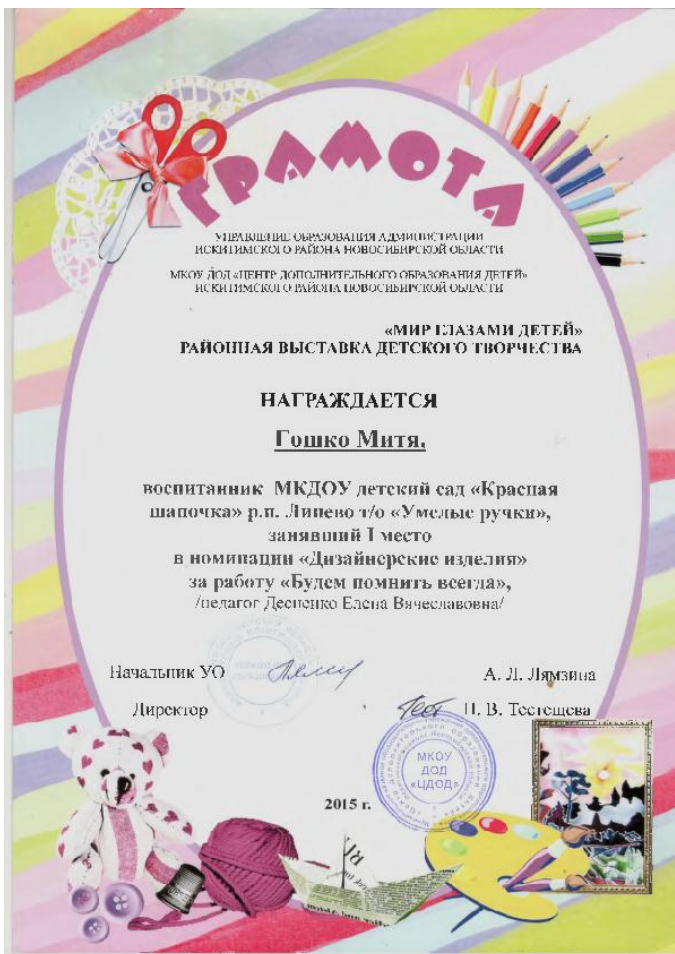 ГРАМОТА
УПРАВЛЕНИЕ ОБРАЗОВАНИЯ АДМИНИСТРАЦИИ
ИСКИТИМСКОГО РАЙОНА НОВОСИБИРСКОЙ ОБЛАСТИ
МКОУ ДОД «ЦЕНТР ДОПОЛНИТЕЛЬНОГО ОБРАЗОВАНИЯ ДЕТЕЙ»
ИСКИТИМСКОГО РАЙОНА НОВОСИБИРСКОЙ ОБЛАСТИ
«МИР ГЛАЗАМИ ДЕТЕЙ»
РАЙОННАЯ ВЫСТАВКА ДЕТСКОГО ТВОРЧЕСТВА
НАГРАЖДАЕТСЯ
Гошко Митя,
воспитанник МКДОУ детский сад «Красная
шапочка» р.п. Линево т/о «Умелые ручки»,
занявший I место
в номинации «Дизайнерские изделия»
за работу «Будем помнить всегда»,
/педагог Елена Вячеславовна/
Начальник УО А. Л. Лямзина
Директор В. Тестещева
МКОУ
ДОД
«ЦДОД»
2015 г.